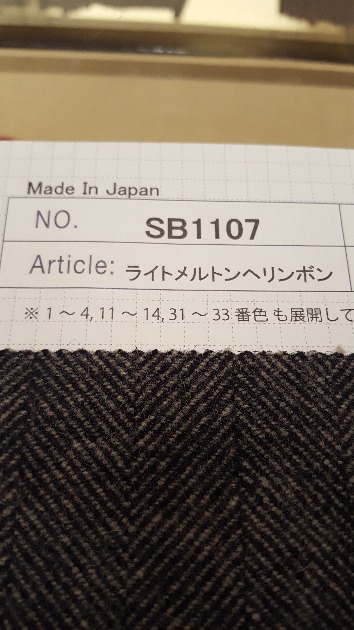 Made In Japan
NO. SB1107
Article: ライトメルトンヘリンボン
※ 1～4, 11～14, 31～33 番色 も展開して